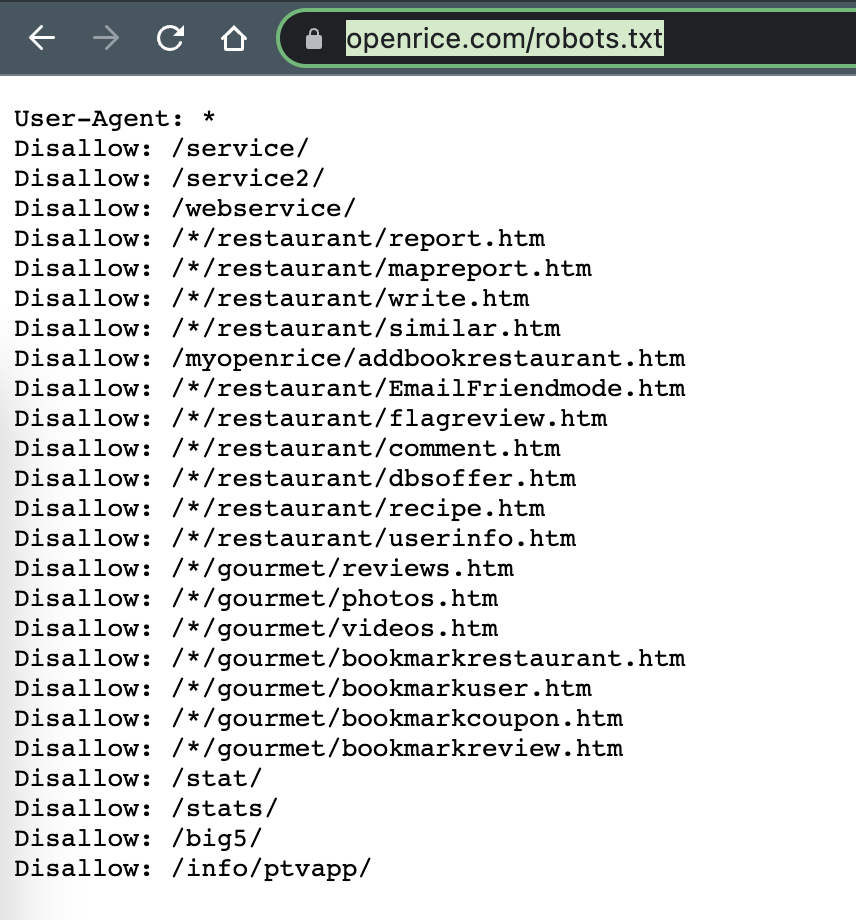 openrice.com/robots.txt
User-Agent: *
Disallow: /service/
Disallow: /service2/
Disallow: /webservice/
Disallow: /*/restaurant/report.htm
Disallow: /*/restaurant/mapreport.htm
Disallow: /*/restaurant/write.htm
Disallow: /*/restaurant/similar.htm
Disallow: /myopenrice/addbookrestaurant.htm
Disallow: /*/restaurant/EmailFriendmode.htm
Disallow: /*/restaurant/flagreview.htm
Disallow: /*/restaurant/comment.htm
Disallow: /*/restaurant/dbsoffer.htm
Disallow: /*/restaurant/recipe.htm
Disallow: /*/restaurant/userinfo.htm
Disallow: /*/gourmet/reviews.htm
Disallow: /*/gourmet/photos.htm
Disallow: /*/gourmet/videos.htm
Disallow: /*/gourmet/bookmarkrestaurant.htm
Disallow: /*/gourmet/bookmarkuser.htm
Disallow: /*/gourmet/bookmarkcoupon.htm
Disallow: /*/gourmet/bookmarkreview.htm
Disallow: /stat/
Disallow: /stats/
Disallow: /big5/
Disallow: /info/ptvapp/